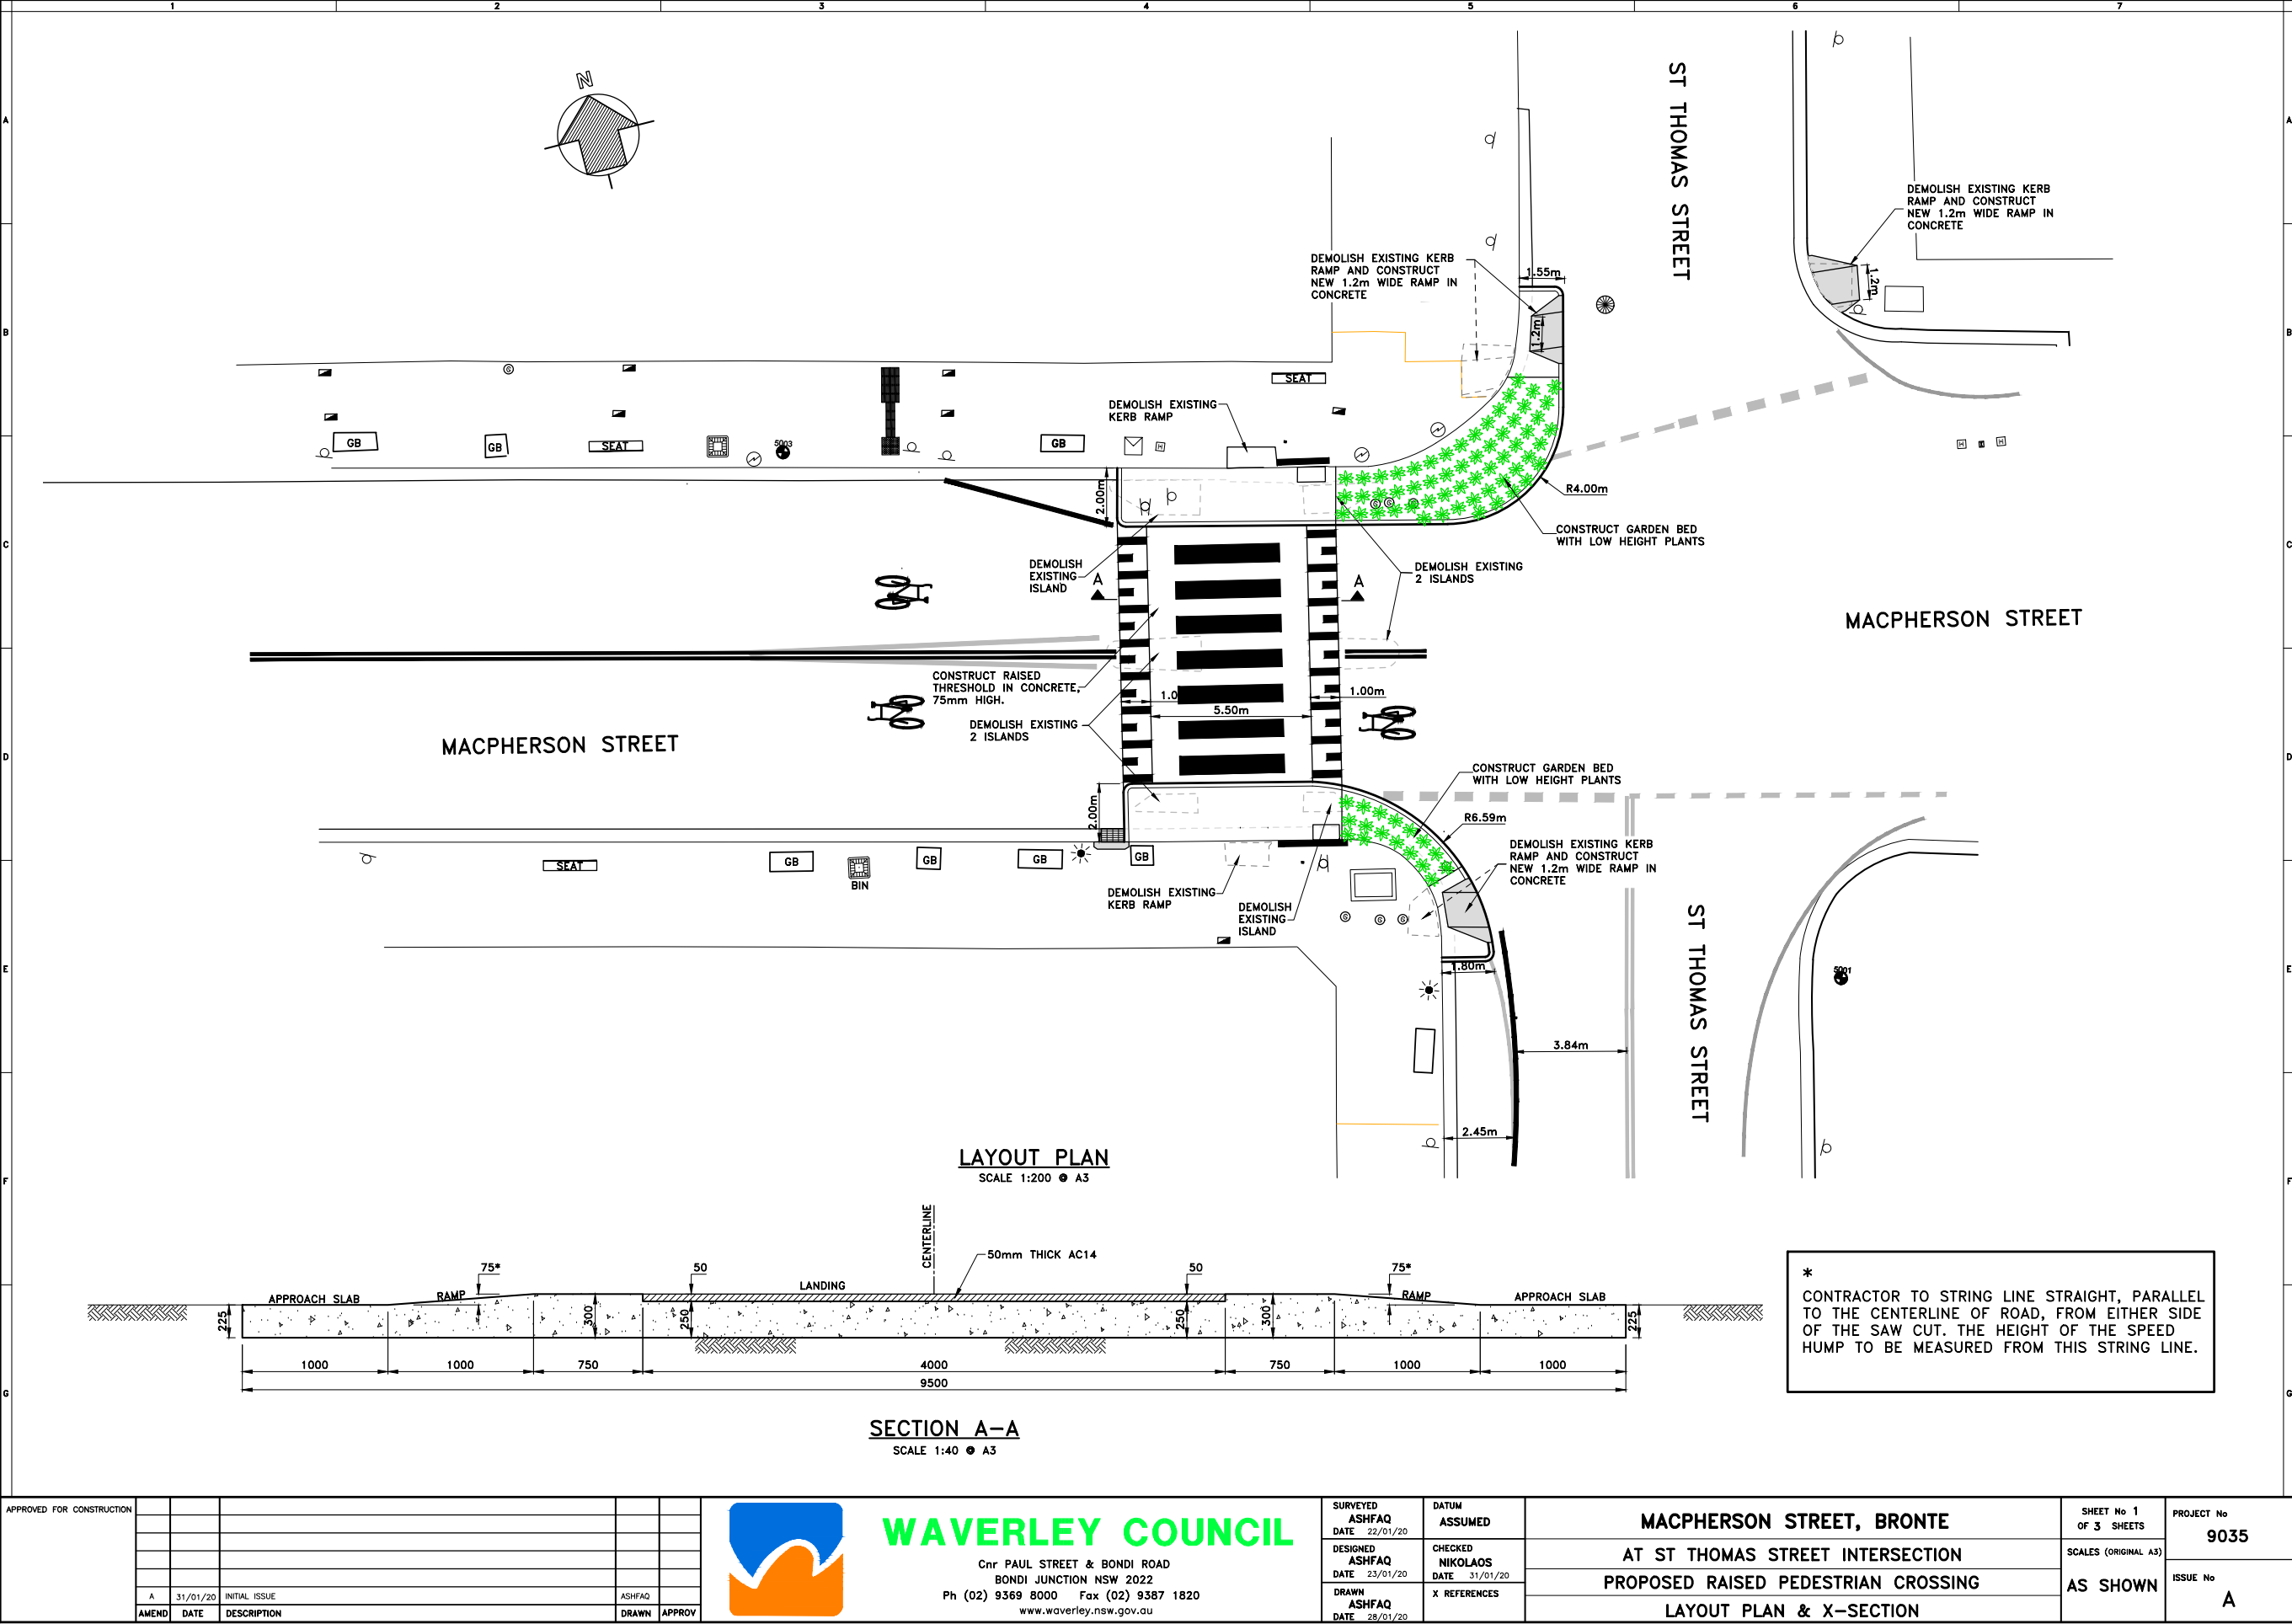 1 2 3 4 5 6 7
A A
B B
C C
D D
E E
F F
G G
N
ST THOMAS STREET
DEMOLISH EXISTING KERB
RAMP AND CONSTRUCT
NEW 1.2m WIDE RAMP IN
CONCRETE
1.2m
DEMOLISH EXISTING KERB
RAMP AND CONSTRUCT
NEW 1.2m WIDE RAMP IN
CONCRETE
1.55m
1.2m
SEAT
DEMOLISH EXISTING
KERB RAMP
GB
GB
SEAT
5003
GB
2.00m
R4.00m
CONSTRUCT GARDEN BED
WITH LOW HEIGHT PLANTS
DEMOLISH
EXISTING
ISLAND
A
A
DEMOLISH EXISTING
2 ISLANDS
MACPHERSON STREET
CONSTRUCT RAISED
THRESHOLD IN CONCRETE,
75mm HIGH.
1.0
1.00m
5.50m
DEMOLISH EXISTING
2 ISLANDS
MACPHERSON STREET
CONSTRUCT GARDEN BED
WITH LOW HEIGHT PLANTS
2.00m
R6.59m
DEMOLISH EXISTING KERB
RAMP AND CONSTRUCT
NEW 1.2m WIDE RAMP IN
CONCRETE
SEAT
GB
BIN
GB
GB
GB
DEMOLISH EXISTING
KERB RAMP
DEMOLISH
EXISTING
ISLAND
1.80m
ST THOMAS STREET
5001
3.84m
2.45m
LAYOUT PLAN
SCALE 1:200 @ A3
CENTERLINE
50mm THICK AC14
75*
50
LANDING
50
75*
APPROACH SLAB
RAMP
RAMP
APPROACH SLAB
225
300
250
250
300
225
1000 1000 750 4000 750 1000 1000
9500
SECTION A-A
SCALE 1:40 @ A3
*
CONTRACTOR TO STRING LINE STRAIGHT, PARALLEL
TO THE CENTERLINE OF ROAD, FROM EITHER SIDE
OF THE SAW CUT. THE HEIGHT OF THE SPEED
HUMP TO BE MEASURED FROM THIS STRING LINE.
APPROVED FOR CONSTRUCTION
A 31/01/20 INITIAL ISSUE ASHFAQ
AMEND DATE DESCRIPTION DRAWN APPROV
WAVERLEY COUNCIL
Cnr PAUL STREET & BONDI ROAD
BONDI JUNCTION NSW 2022
Ph (02) 9369 8000 Fax (02) 9387 1820
www.waverley.nsw.gov.au
SURVEYED
ASHFAQ
DATE 22/01/20
DATUM
ASSUMED
DESIGNED
ASHFAQ
DATE 23/01/20
CHECKED
NIKOLAOS
DATE 31/01/20
DRAWN
ASHFAQ
DATE 28/01/20
X REFERENCES
MACPHERSON STREET, BRONTE
AT ST THOMAS STREET INTERSECTION
PROPOSED RAISED PEDESTRIAN CROSSING
LAYOUT PLAN & X-SECTION
SHEET No 1
OF 3 SHEETS
SCALES (ORIGINAL A3)
AS SHOWN
PROJECT No
9035
ISSUE No
A